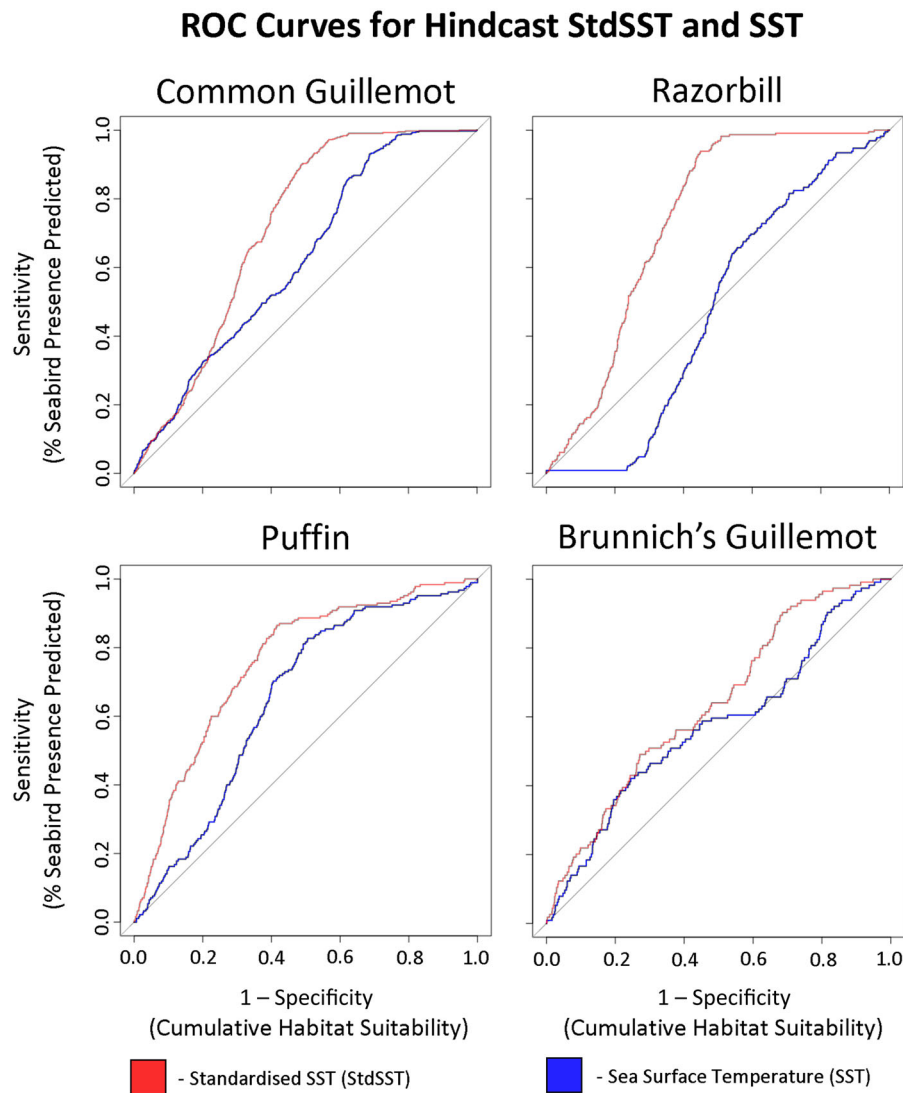 ROC Curves for Hindcast StdSST and SST
Common Guillemot
Razorbill
Sensitivity
(% Seabird Presence Predicted)
1.0
0.8
0.6
0.4
0.2
0.0
Puffin
Brunnich's Guillemot
Sensitivity
(% Seabird Presence Predicted)
1.0
0.8
0.6
0.4
0.2
0.0
0.0 0.2 0.4 0.6 0.8 1.0
0.0 0.2 0.4 0.6 0.8 1.0
1 – Specificity
(Cumulative Habitat Suitability)
1 – Specificity
(Cumulative Habitat Suitability)
- Standardised SST (StdSST)
- Sea Surface Temperature (SST)